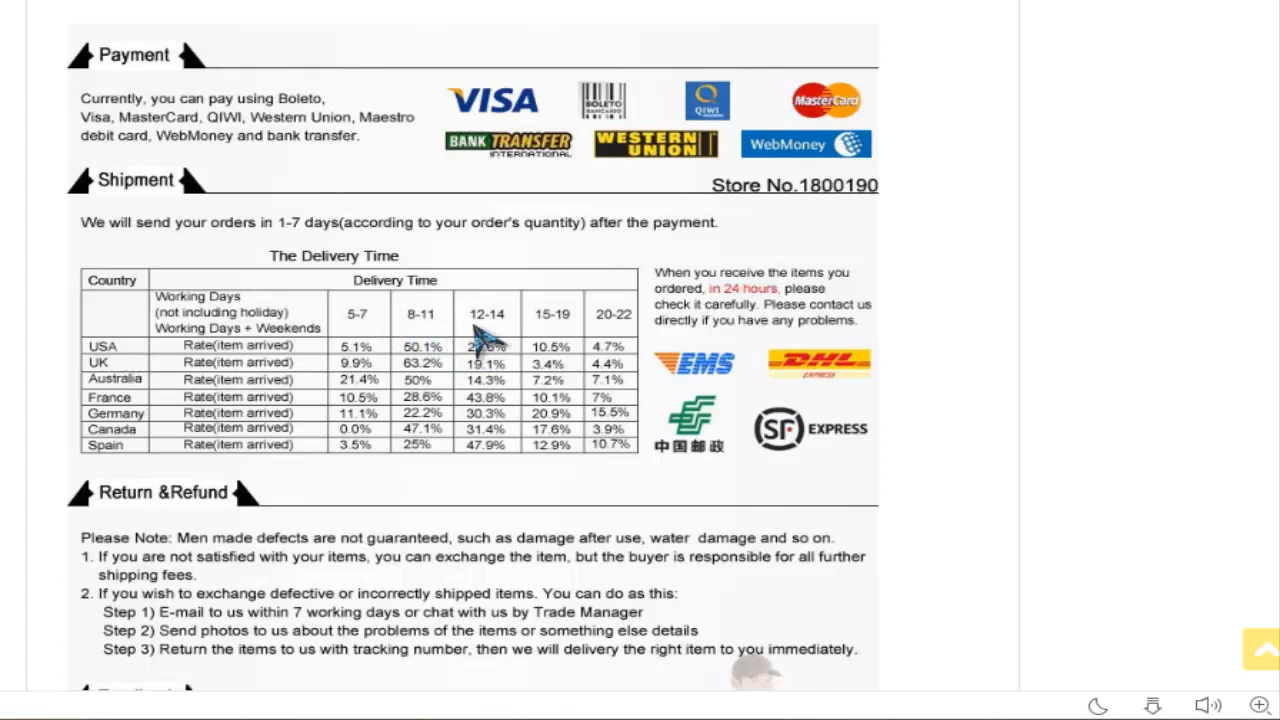 Payment
Currently, you can pay using Boleto,
Visa, MasterCard, QIWI, Western Union, Maestro
debit card, WebMoney and bank transfer.
VISA
BOLETO
BANCÁRIO
QIWI
MasterCard
BANK TRANSFER
INTERNATIONAL
WESTERN
UNION
WebMoney
Shipment
Store No.1800190
We will send your orders in 1-7 days(according to your order's quantity) after the payment.
The Delivery Time
Country Delivery Time
Working Days
(not including holiday)
Working Days + Weekends
5-7 8-11 12-14 15-19 20-22
USA Rate(item arrived) 5.1% 50.1% 10.5% 4.7%
UK Rate(item arrived) 9.9% 63.2% 19.1% 3.4% 4.4%
Australia Rate(item arrived) 21.4% 50% 14.3% 7.2% 7.1%
France Rate(item arrived) 10.5% 28.6% 43.8% 10.1% 7%
Germany Rate(item arrived) 11.1% 22.2% 30.3% 20.9% 15.5%
Canada Rate(item arrived) 0.0% 47.1% 31.4% 17.6% 3.9%
Spain Rate(item arrived) 3.5% 25% 47.9% 12.9% 10.7%
When you receive the items you
ordered, in 24 hours, please
check it carefully. Please contact us
directly if you have any problems.
EMS
DHL
EXPRESS
中国邮政
SF EXPRESS
Return &Refund
Please Note: Men made defects are not guaranteed, such as damage after use, water damage and so on.
1. If you are not satisfied with your items, you can exchange the item, but the buyer is responsible for all further
shipping fees.
2. If you wish to exchange defective or incorrectly shipped items. You can do as this:
Step 1) E-mail to us within 7 working days or chat with us by Trade Manager
Step 2) Send photos to us about the problems of the items or something else details
Step 3) Return the items to us with tracking number, then we will delivery the right item to you immediately.